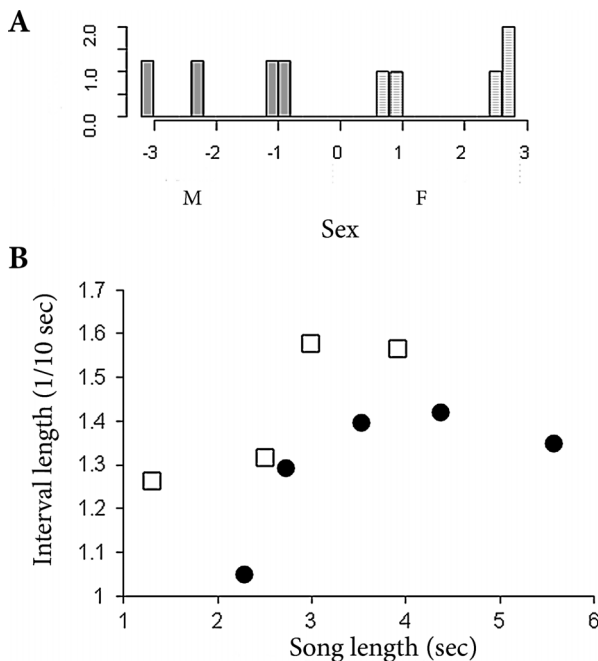 A
2.0
1.0
0.0
-3 -2 -1 0 1 2 3
M F
Sex
B
1.7
1.6
1.5
1.4
1.3
1.2
1.1
1
1 2 3 4 5 6
Interval length (1/10 sec)
Song length (sec)